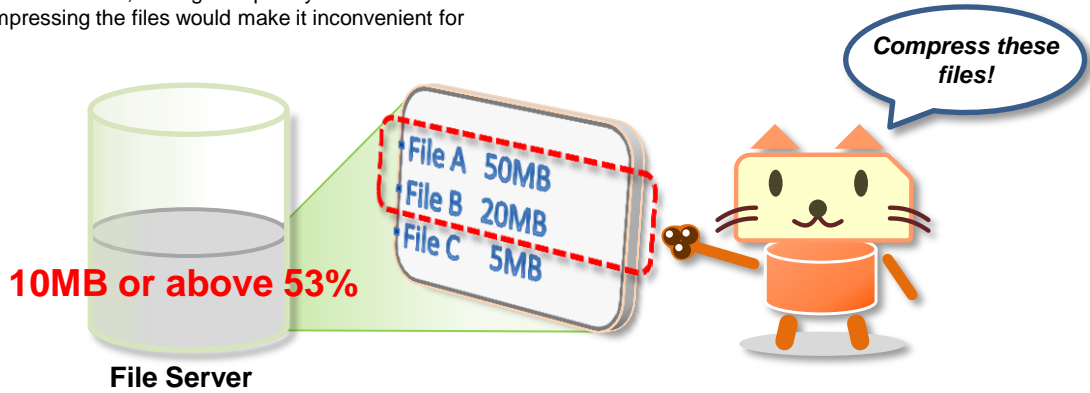 mpressing the files would make it inconvenient for
Compress these
files!
• File A 50MB
• File B 20MB
• File C 5MB
10MB or above 53%
File Server